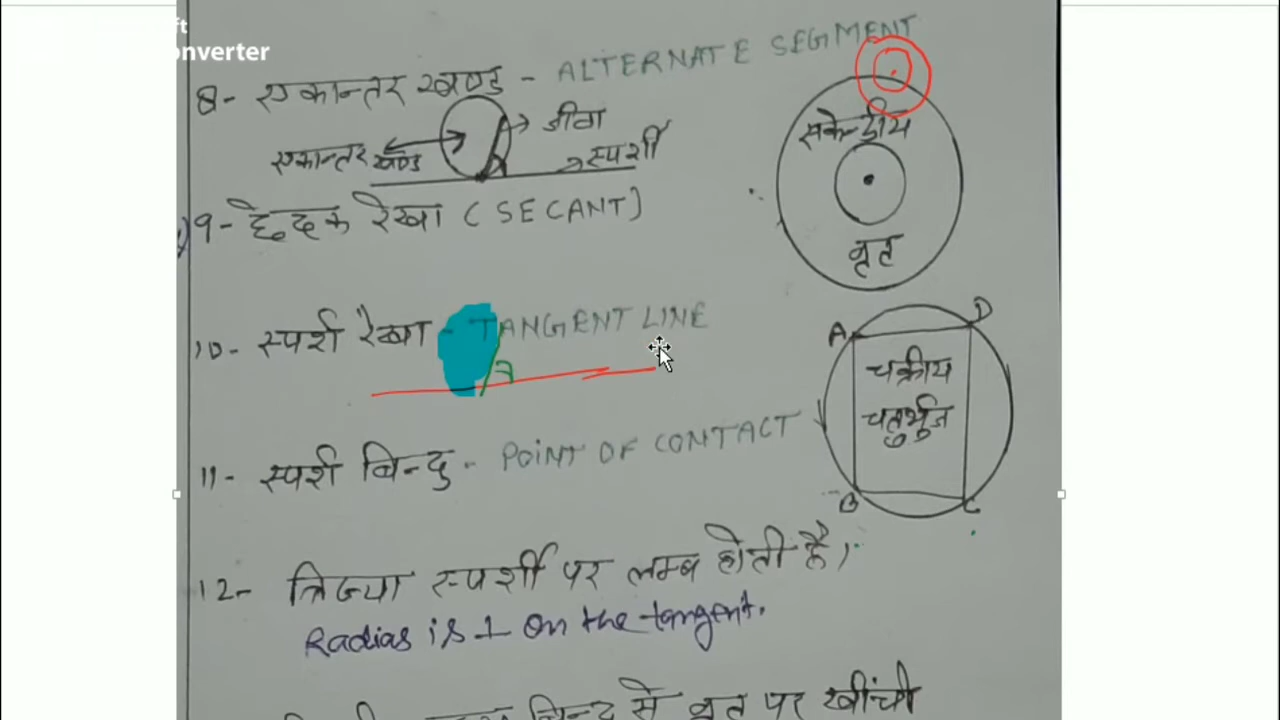 ft
onverter
8- एकान्तर खण्ड - ALTERNATE SEGMENT
जीवा
एकान्तर खण्ड
स्पर्शी
सकेन्द्रीय
वृत
9- छेदक रेखा (SECANT)
10- स्पर्श रेखा - TANGENT LINE
A
D
चक्रीय
चतुर्भुज
B
C
11- स्पर्श बिन्दु - POINT OF CONTACT
12- त्रिज्या स्पर्शी पर लम्ब होती है।
Radius is ⊥ on the tangent.
बिन्दु से वृत पर खींची